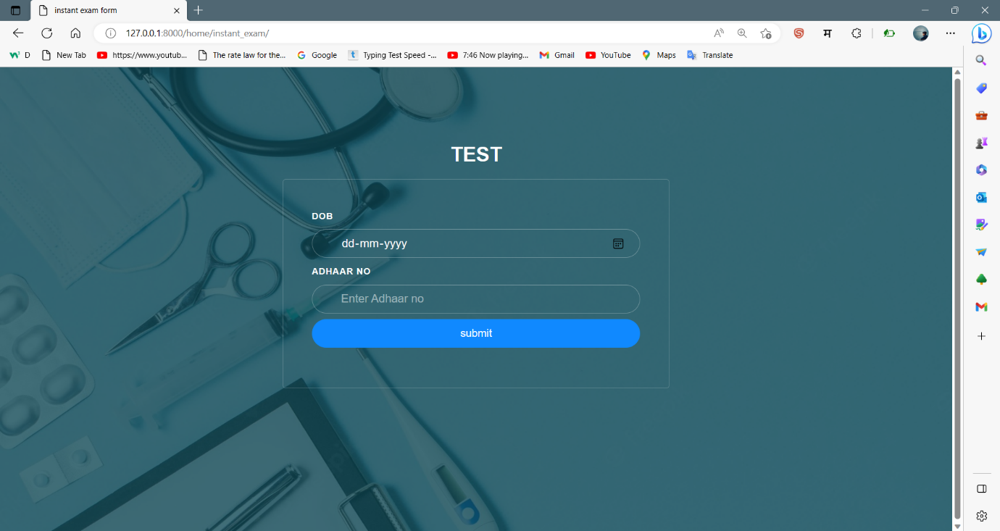 instant exam form
127.0.0.1:8000/home/instant_exam/
D New Tab https://www.youtub... The rate law for the... Google Typing Test Speed -... 7:46 Now playing... Gmail YouTube Maps Translate
TEST
DOB
dd-mm-yyyy
ADHAAR NO
Enter Adhaar no
submit